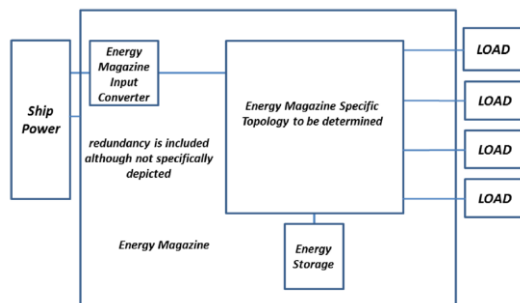 Ship
Power
Energy
Magazine
Input
Converter
Energy Magazine Specific
Topology to be determined
redundancy is included
although not specifically
depicted
Energy Magazine
Energy
Storage
LOAD
LOAD
LOAD
LOAD